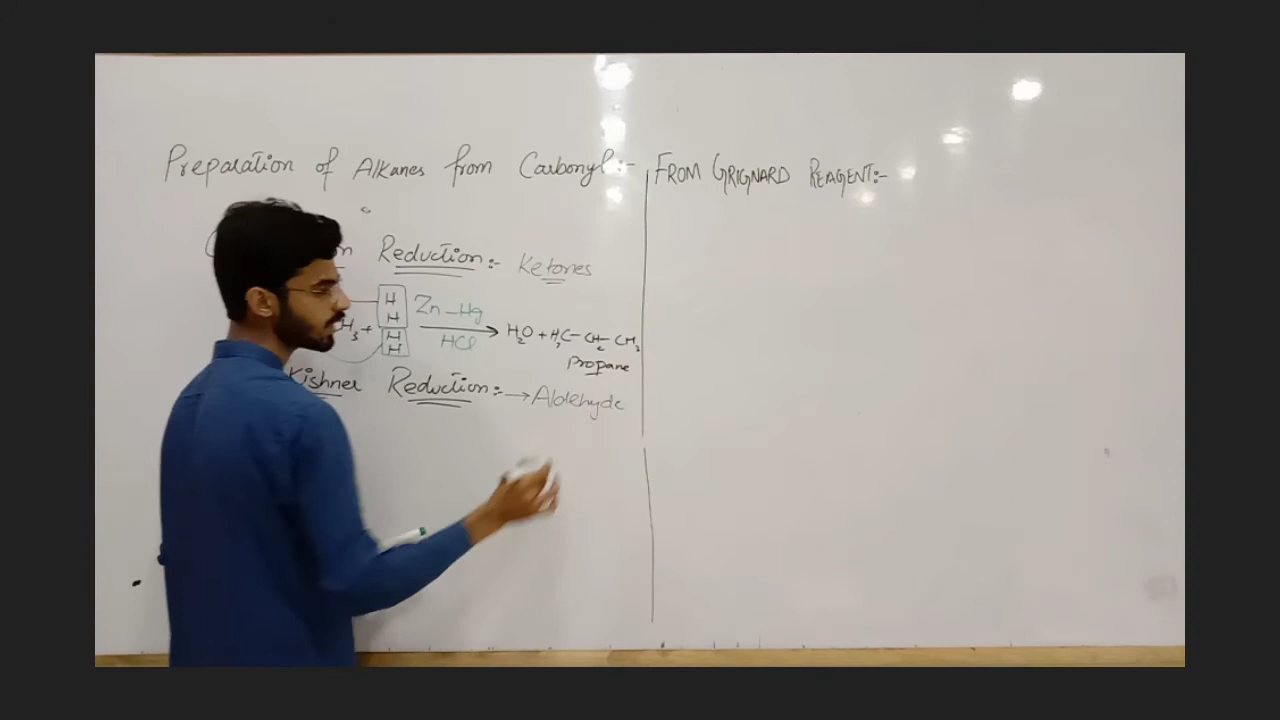 Preparation of Alkanes from Carbonyl:-
Reduction:- Ketones
H₃ + H H H H Zn-Hg HCl → H₂O + H₃C-CH₂-CH₃
Propane
Kishner Reduction:- → Aldehyde
FROM GRIGNARD REAGENT:-